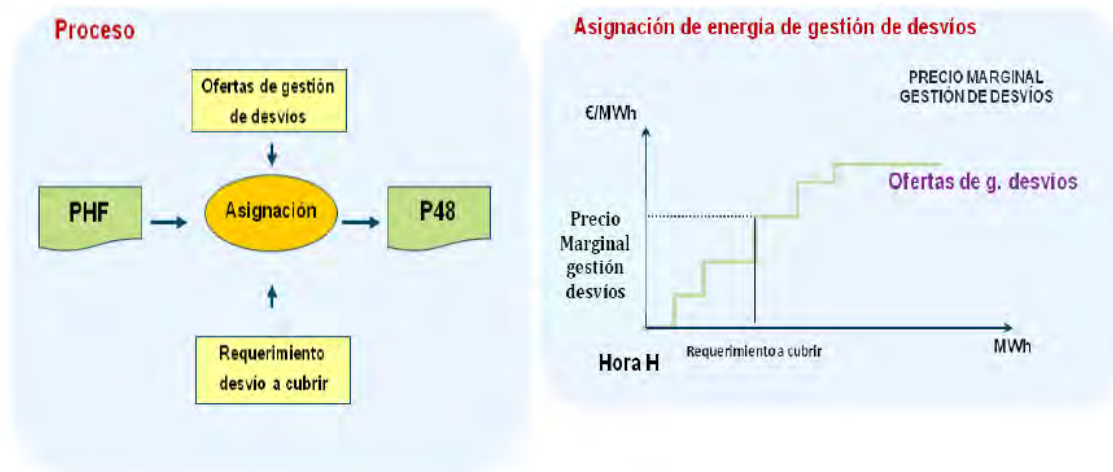 Proceso
Ofertas de gestión
de desvíos
PHF
Asignación
P48
Requerimiento
desvío a cubrir
Asignación de energía de gestión de desvíos
PRECIO MARGINAL
GESTIÓN DE DESVÍOS
€/MWh
Ofertas de g. desvíos
Precio
Marginal
gestión
desvíos
Hora H
Requerimiento a cubrir
MWh